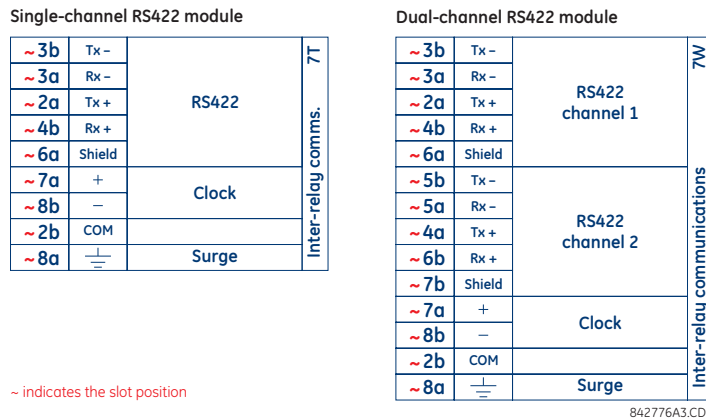 Single-channel RS422 module
~3b Tx –
~3a Rx –
~2a Tx +
~4b Rx +
~6a Shield
RS422
~7a +
~8b –
Clock
~2b COM
~8a Surge
7T
Inter-relay comms.
~ indicates the slot position
Dual-channel RS422 module
~3b Tx –
~3a Rx –
~2a Tx +
~4b Rx +
~6a Shield
RS422
channel 1
~5b Tx –
~5a Rx –
~4a Tx +
~6b Rx +
~7b Shield
RS422
channel 2
~7a +
~8b –
Clock
~2b COM
~8a Surge
7W
Inter-relay communications
842776A3.CD